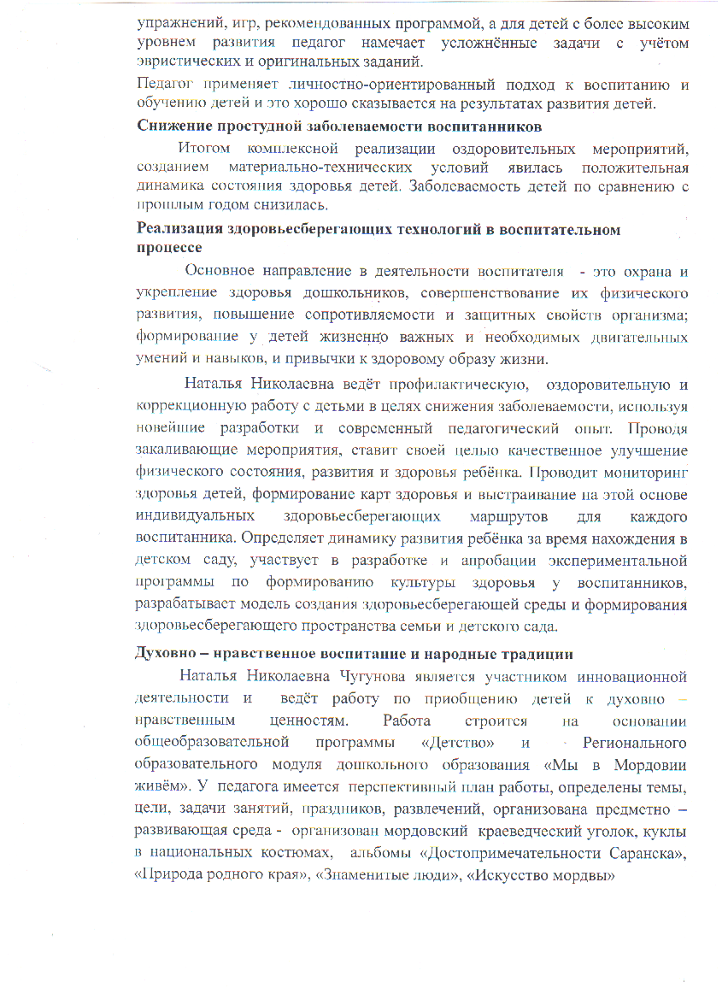 упражнений, игр, рекомендованных программой, а для детей с более высоким
уровнем развития педагог намечает усложнённые задачи с учётом
эвристических и оригинальных заданий.
Педагог применяет личностно-ориентированный подход к воспитанию и
обучению детей и это хорошо сказывается на результатах развития детей.
Снижение простудной заболеваемости воспитанников
Итогом комплексной реализации оздоровительных мероприятий,
созданием материально-технических условий явилась положительная
динамика состояния здоровья детей. Заболеваемость детей по сравнению с
прошлым годом снизилась.
Реализация здоровьесберегающих технологий в воспитательном
процессе
Основное направление в деятельности воспитателя - это охрана и
укрепление здоровья дошкольников, совершенствование их физического
развития, повышение сопротивляемости и защитных свойств организма;
формирование у детей жизненно важных и необходимых двигательных
умений и навыков, и привычки к здоровому образу жизни.
Наталья Николаевна ведёт профилактическую, оздоровительную и
коррекционную работу с детьми в целях снижения заболеваемости, используя
новейшие разработки и современный педагогический опыт. Проводя
закаливающие мероприятия, ставит своей целью качественное улучшение
физического состояния, развития и здоровья ребёнка. Проводит мониторинг
здоровья детей, формирование карт здоровья и выстраивание на этой основе
индивидуальных здоровьесберегающих маршрутов для каждого
воспитанника. Определяет динамику развития ребёнка за время нахождения в
детском саду, участвует в разработке и апробации экспериментальной
программы по формированию культуры здоровья у воспитанников,
разрабатывает модель создания здоровьесберегающей среды и формирования
здоровьесберегающего пространства семьи и детского сада.
Духовно – нравственное воспитание и народные традиции
Наталья Николаевна Чугунова является участником инновационной
деятельности и ведёт работу по приобщению детей к духовно –
нравственным ценностям. Работа строится на основании
общеобразовательной программы «Детство» и Регионального
образовательного модуля дошкольного образования «Мы в Мордовии
живём». У педагога имеется перспективный план работы, определены темы,
цели, задачи занятий, праздников, развлечений, организована предметно –
развивающая среда - организован мордовский краеведческий уголок, куклы
в национальных костюмах, альбомы «Достопримечательности Саранска»,
«Природа родного края», «Знаменитые люди», «Искусство мордвы»